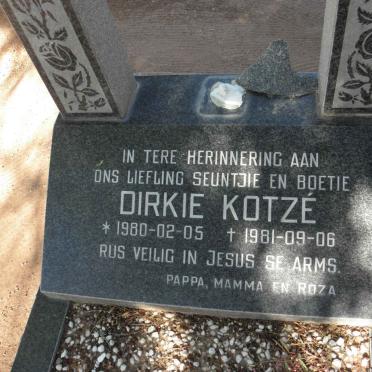 IN TERE HERINNERING AAN
ONS LIEFLING SEUNTJIE EN BOETIE
DIRKIE KOTZÉ
* 1980-02-05 † 1981-09-06
RUS VEILIG IN JESUS SE ARMS.
PAPPA, MAMMA EN ROZA